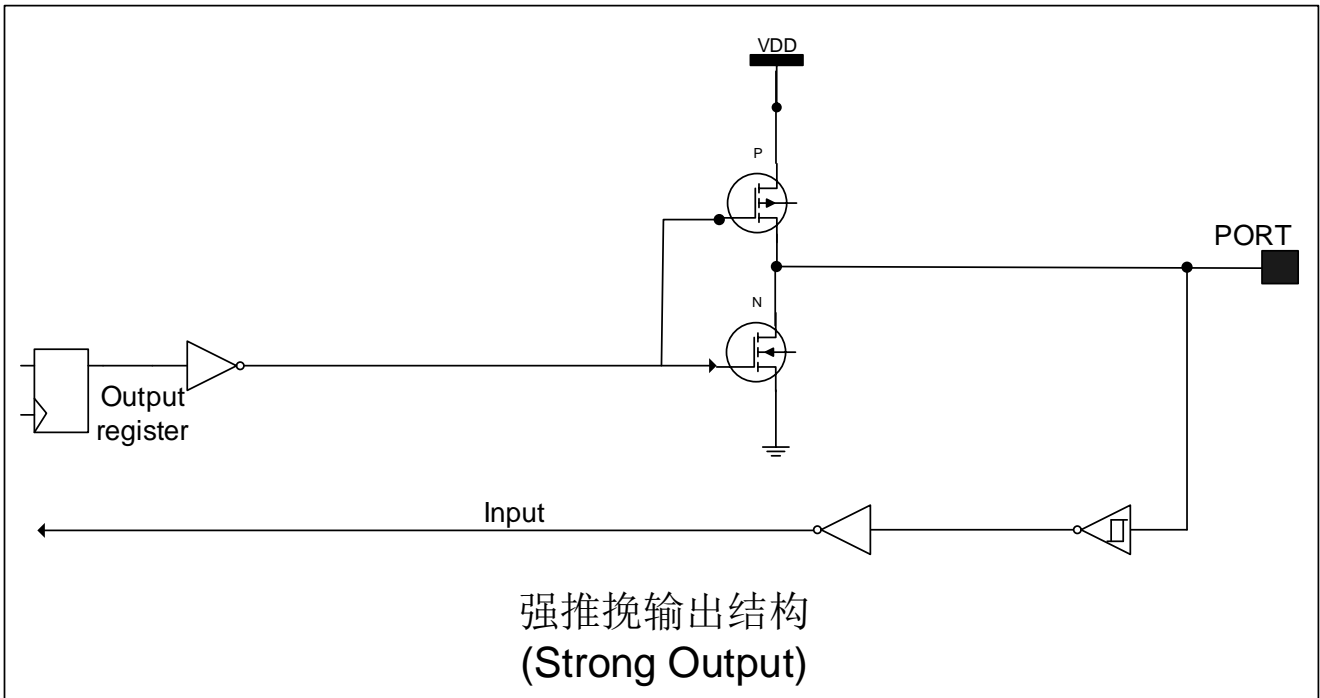 VDD
P
PORT
N
Output
register
Input
强推挽输出结构
(Strong Output)